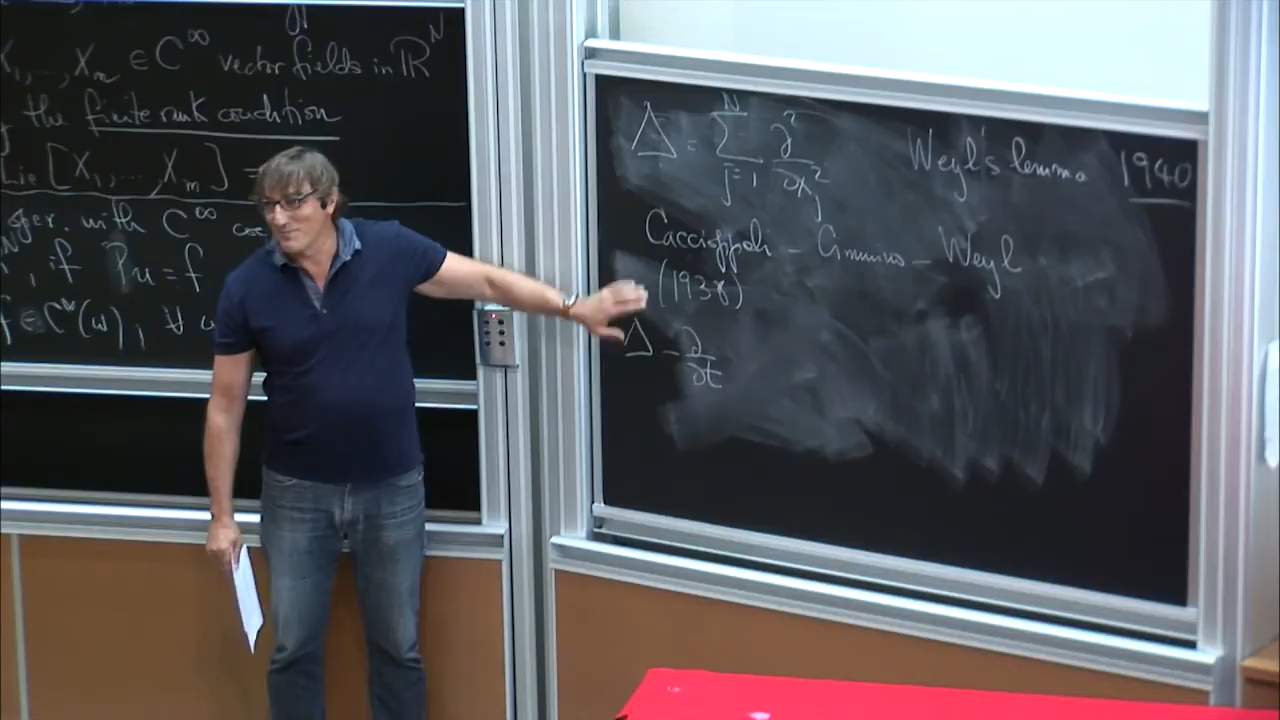 X₁,...,Xₘ ∈ C^∞ vector fields in ℝ^N
the finite rank condition
Lie [X₁,...,Xₘ] =
oper. with C^∞
, if Pu = f
f ∈ C^∞(ω), ∀ ω
Δ = ∑_{j=1}^{N} ∂²/∂x_j² Weyl's lemma 1940
Caccioppoli - Cimmino - Weyl
(1938)
Δ - ∂/∂t